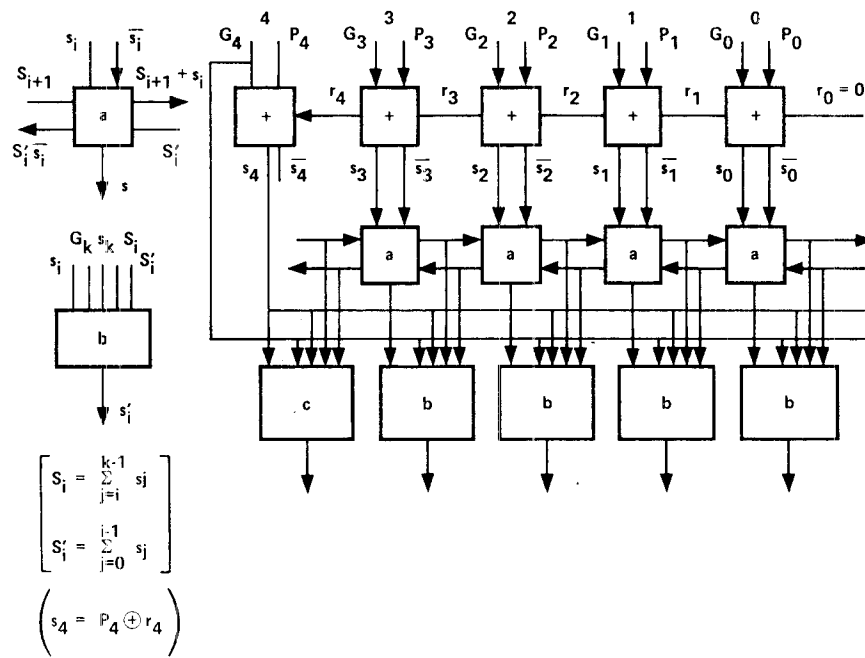 4 3 2 1 0
s_i s̅_i G_4 P_4 G_3 P_3 G_2 P_2 G_1 P_1 G_0 P_0
S_{i+1} a S_{i+1} + s_i
S'_i s̅_i S'_i
s
+ r_4 + r_3 + r_2 + r_1 + r_0 = 0
s_4 s̅_4 s_3 s̅_3 s_2 s̅_2 s_1 s̅_1 s_0 s̅_0
a a a a
s_i G_k s_k S_i S'_i
b
s'_i
c b b b b
S_i = Σ_{j=i}^{k-1} sj
S'_i = Σ_{j=0}^{i-1} sj
(s_4 = P_4 ⊕ r_4)